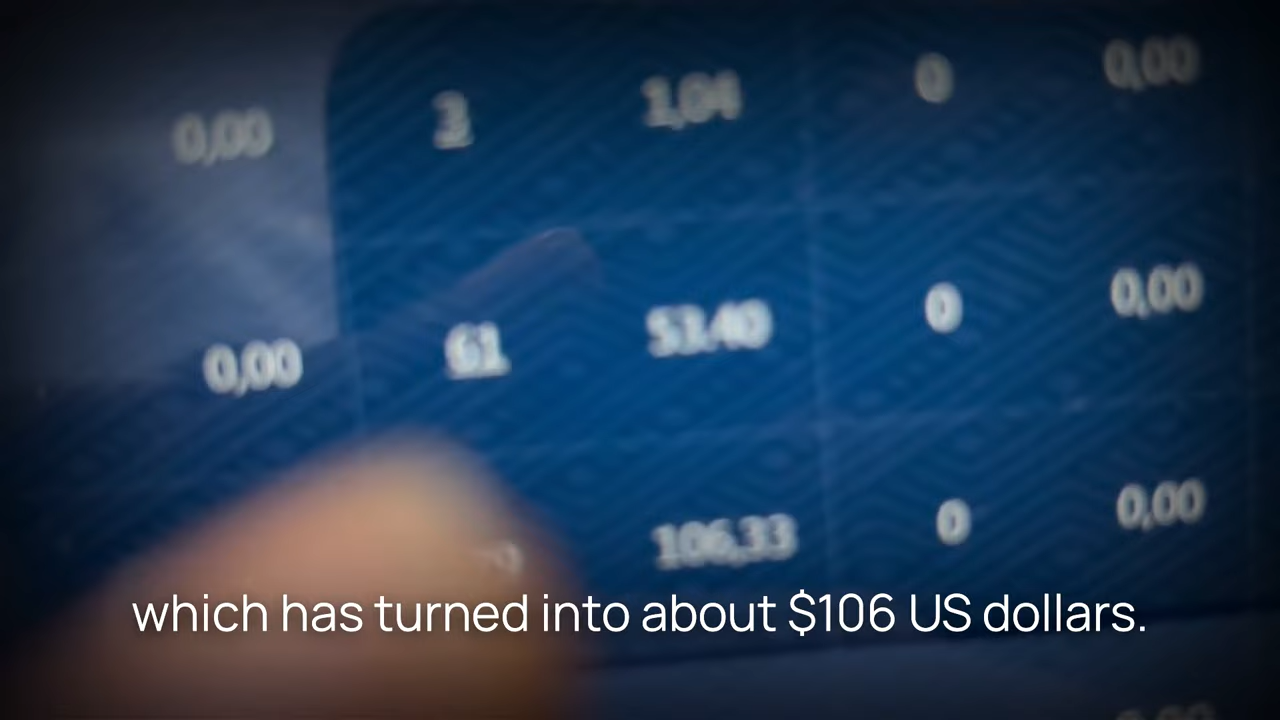 0,00 3 1,04 0 0,00
0,00 61 53,40 0 0,00
106,33 0 0,00
which has turned into about $106 US dollars.